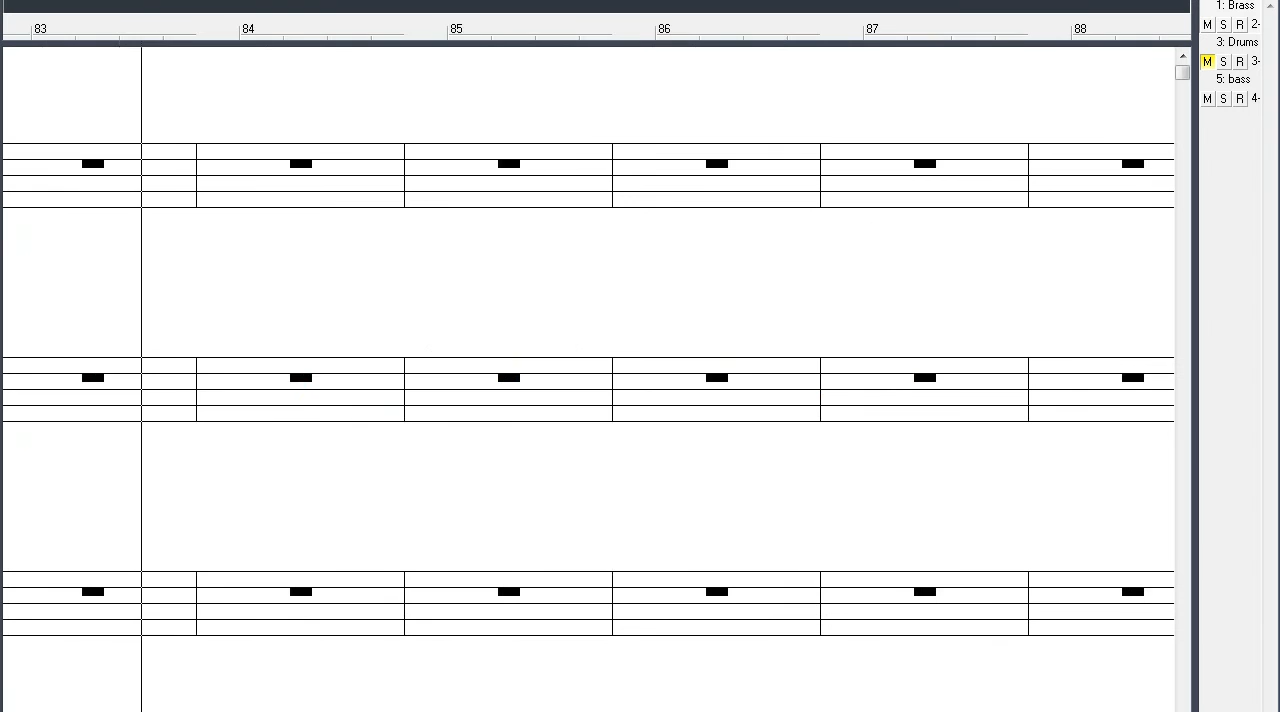 83 84 85 86 87 88
1: Brass
M S R 2-
3: Drums
M S R 3-
5: bass
M S R 4-